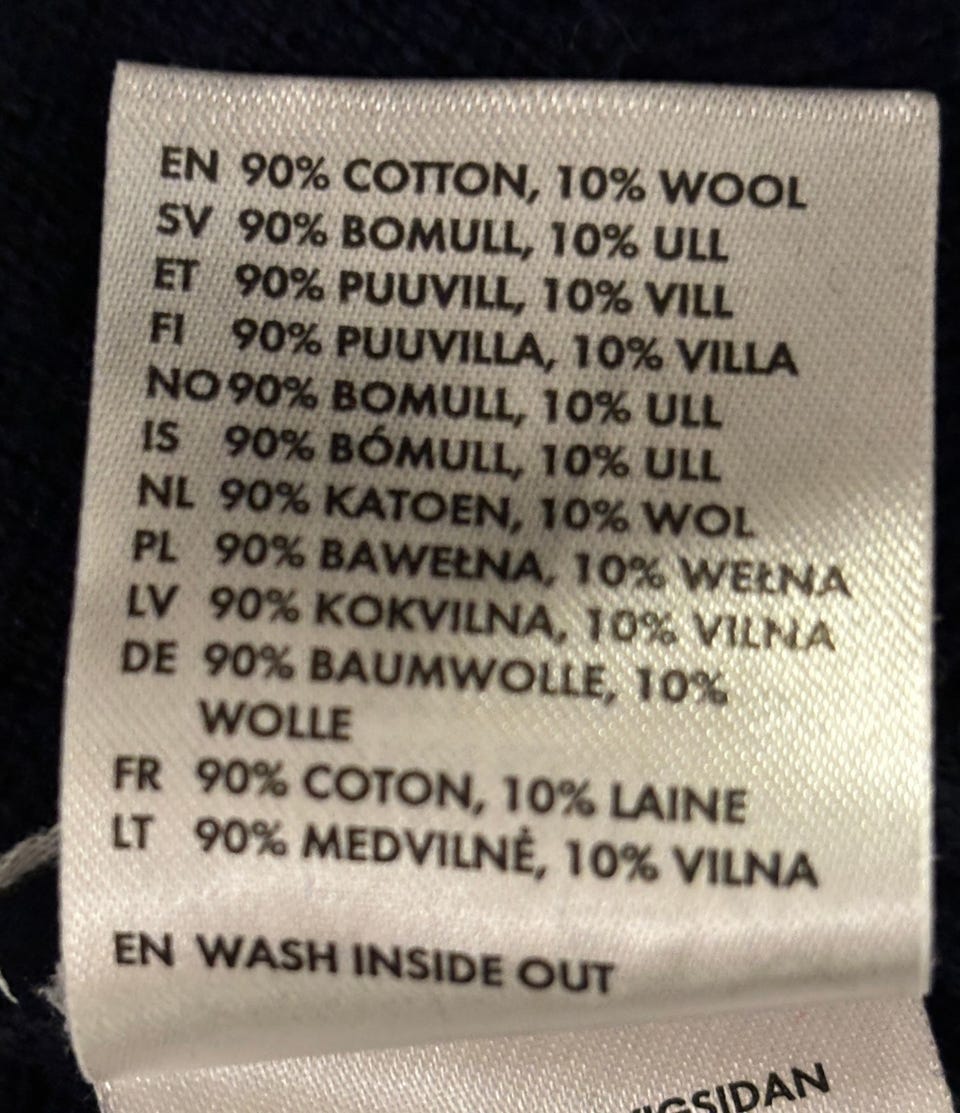 EN 90% COTTON, 10% WOOL
SV 90% BOMULL, 10% ULL
ET 90% PUUVILL, 10% VILL
FI 90% PUUVILLA, 10% VILLA
NO 90% BOMULL, 10% ULL
IS 90% BÓMULL, 10% ULL
NL 90% KATOEN, 10% WOL
PL 90% BAWEŁNA, 10% WEŁNA
LV 90% KOKVILNA, 10% VILNA
DE 90% BAUMWOLLE, 10%
WOLLE
FR 90% COTON, 10% LAINE
LT 90% MEDVILNĖ, 10% VILNA
EN WASH INSIDE OUT